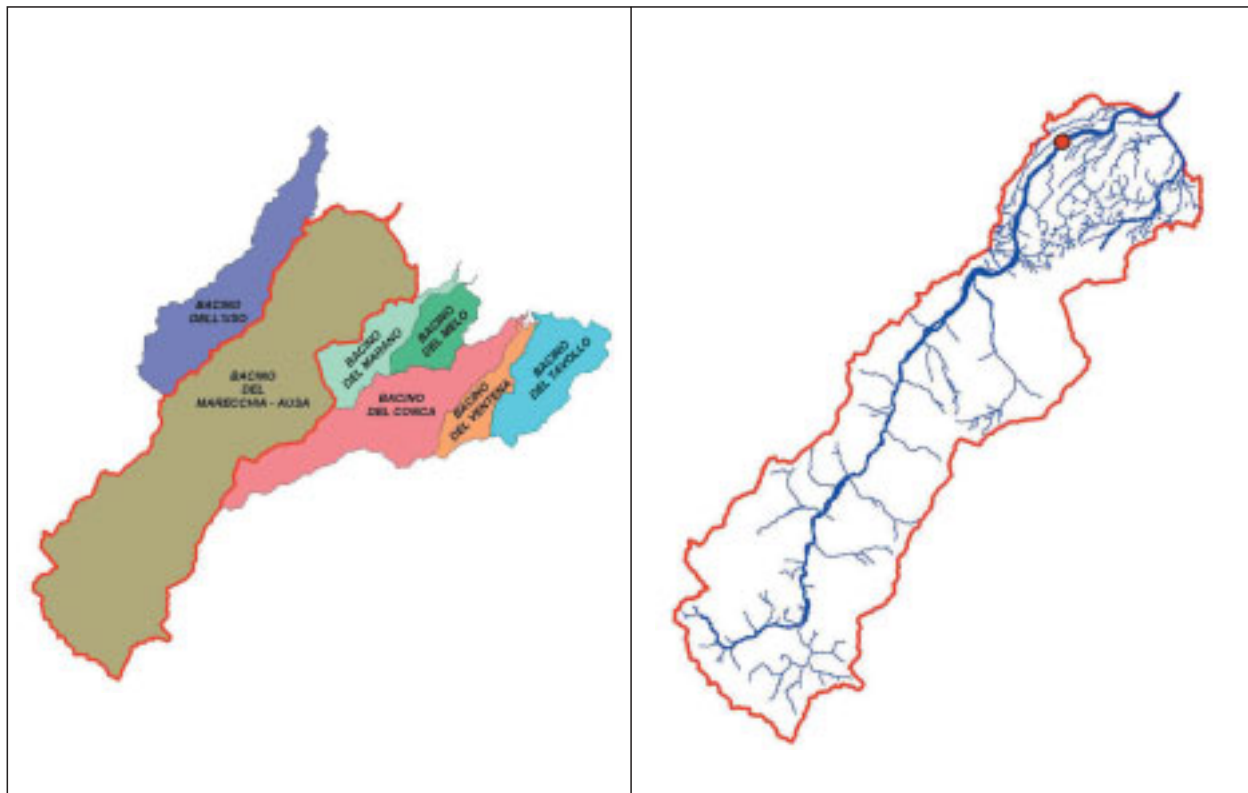 BACINO
DELL'USO
BACINO
DEL
MARECCHIA - AUSA
BACINO
DEL MARANO
BACINO
DEL MELO
BACINO
DEL CONCA
BACINO
DEL VENTENA
BACINO
DEL TAVOLLO